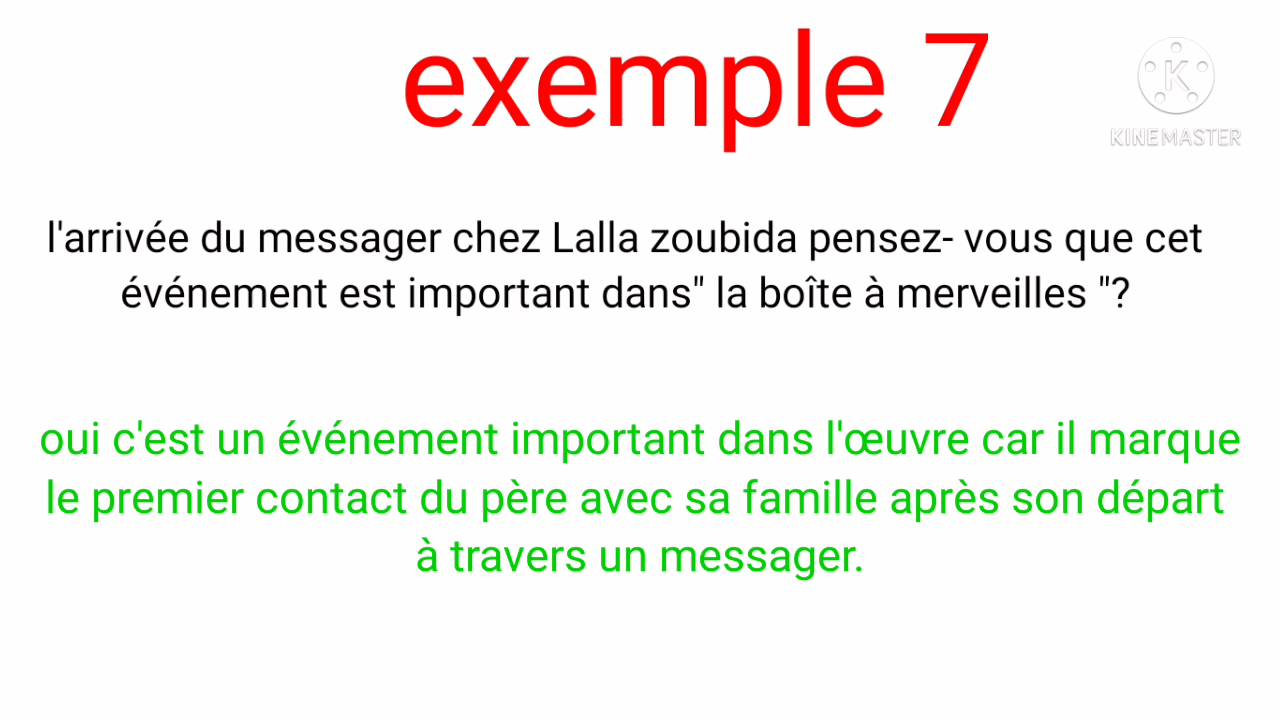 exemple 7
K
KINEMASTER
l'arrivée du messager chez Lalla zoubida pensez- vous que cet
événement est important dans" la boîte à merveilles "?
oui c'est un événement important dans l'œuvre car il marque
le premier contact du père avec sa famille après son départ
à travers un messager.